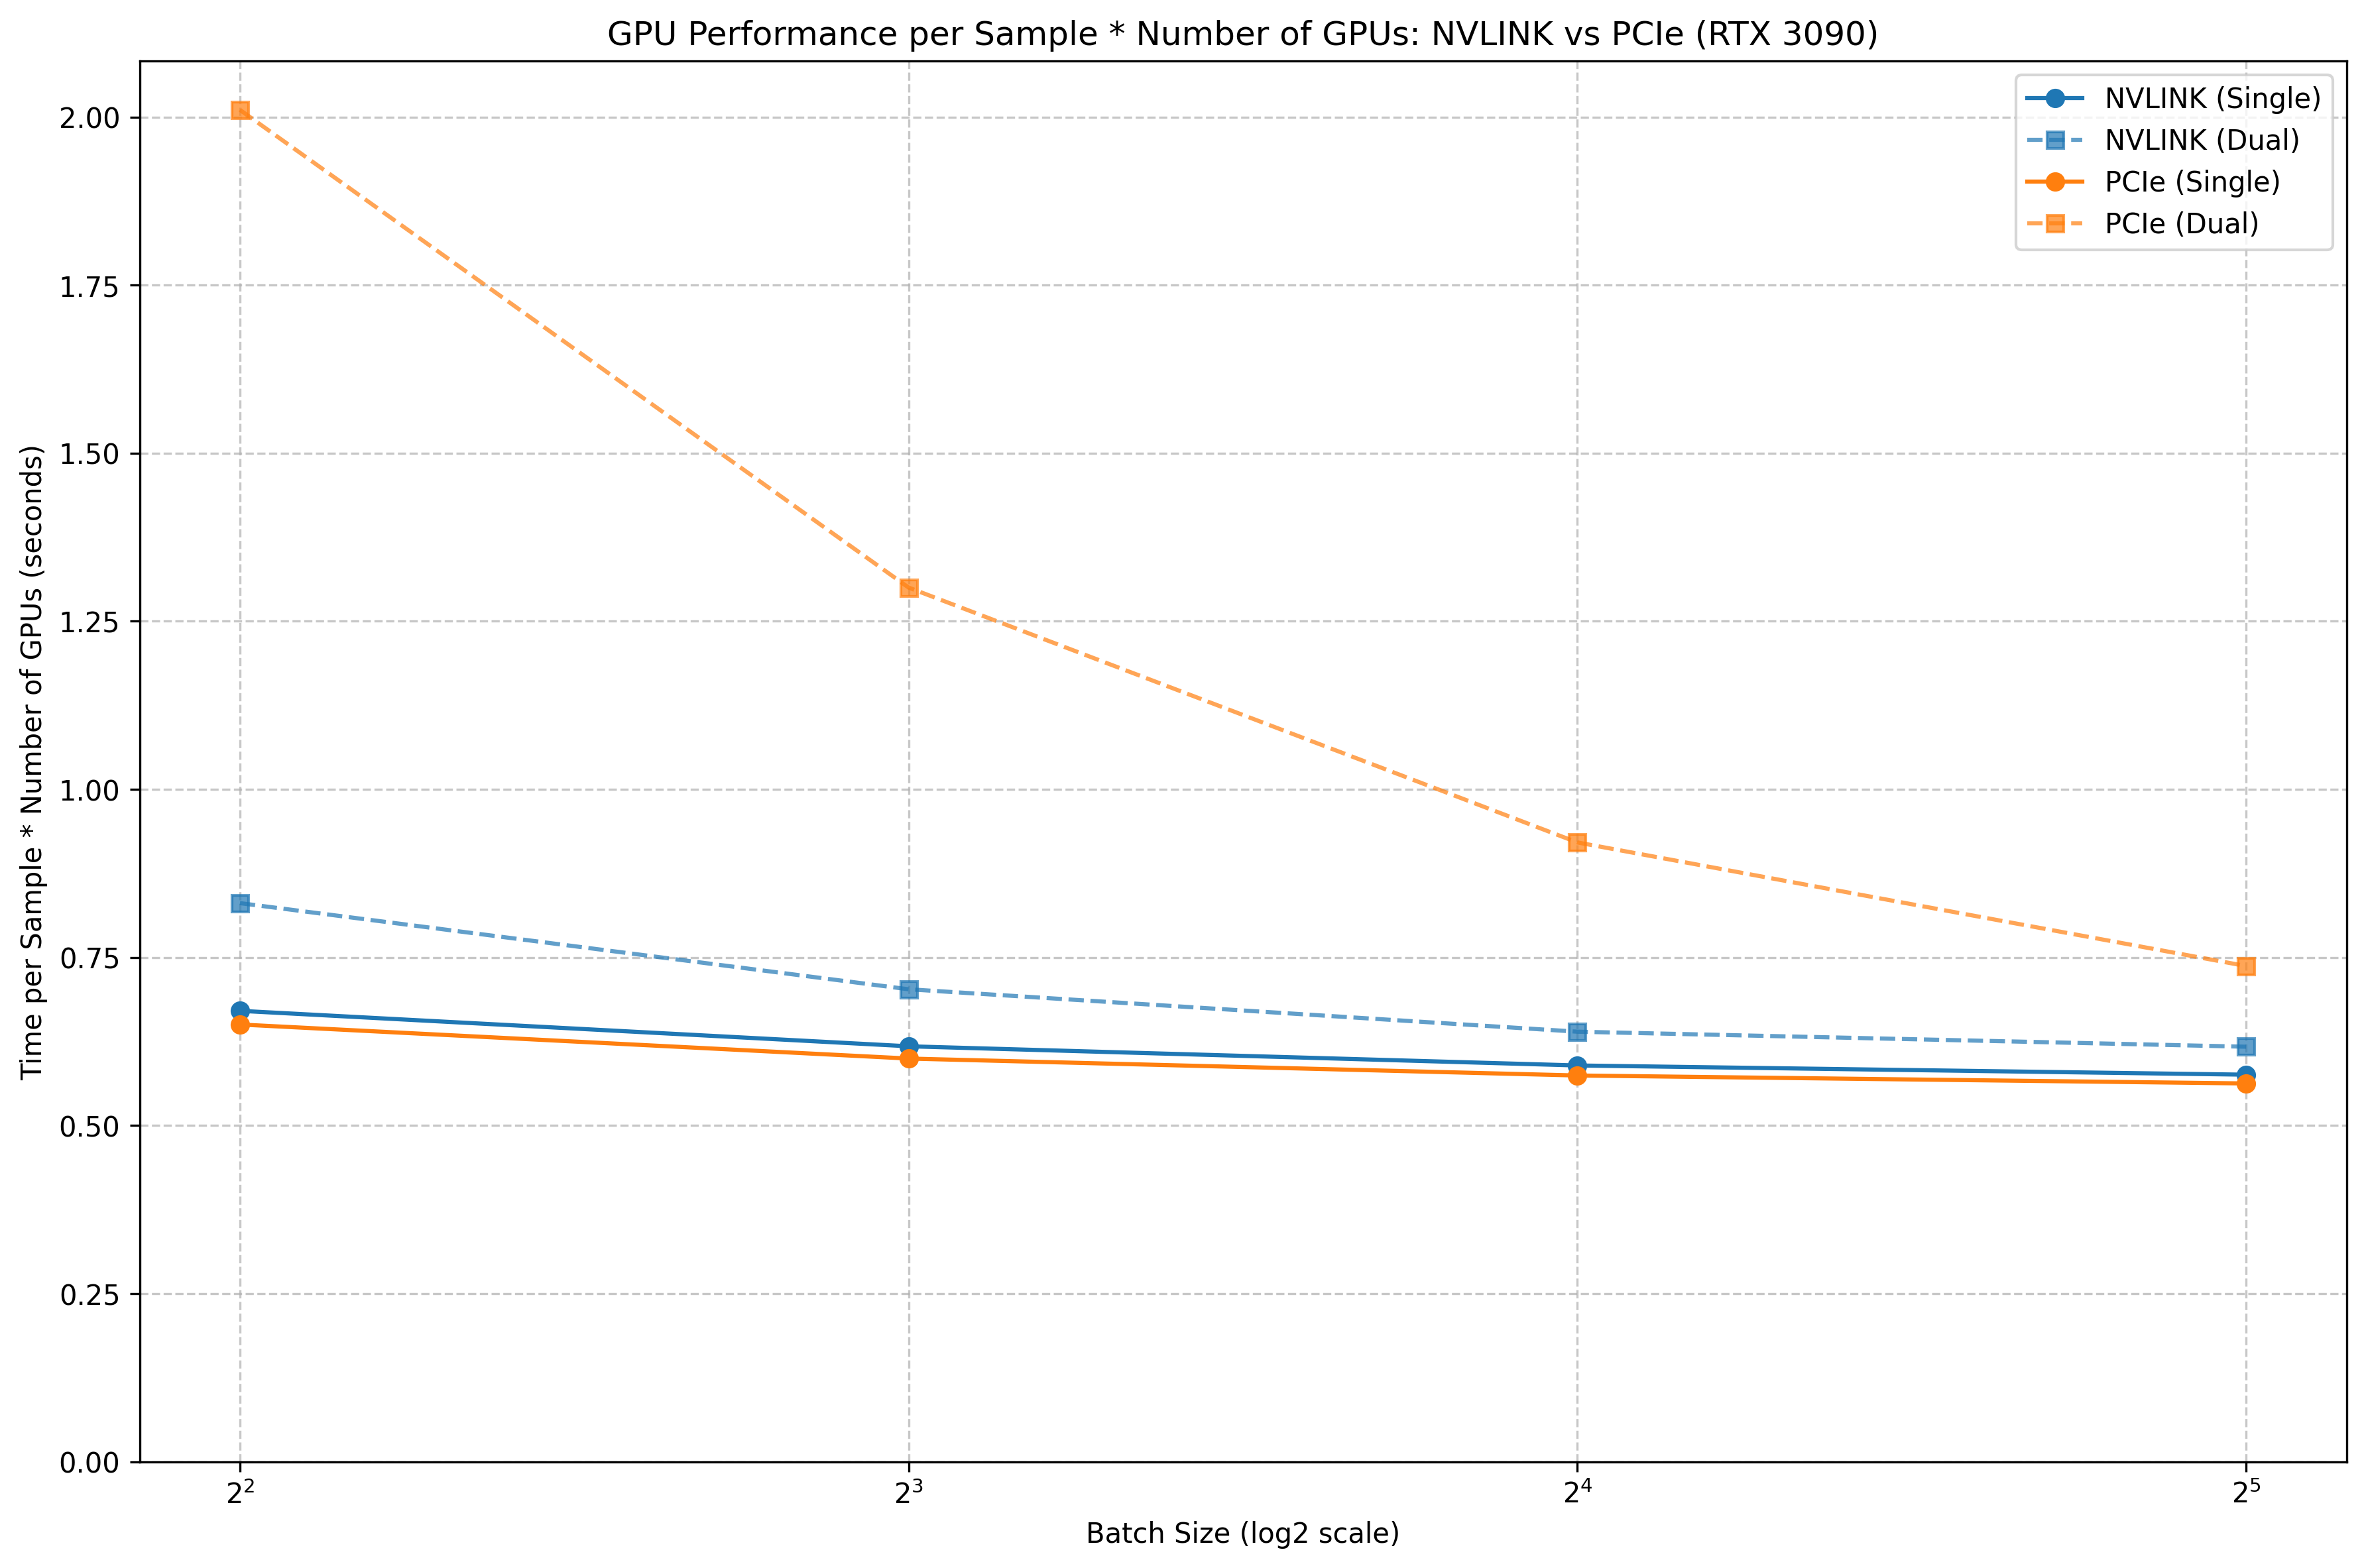 GPU Performance per Sample * Number of GPUs: NVLINK vs PCIe (RTX 3090)
NVLINK (Single)
NVLINK (Dual)
PCIe (Single)
PCIe (Dual)
Time per Sample * Number of GPUs (seconds)
2.00
1.75
1.50
1.25
1.00
0.75
0.50
0.25
0.00
2² 2³ 2⁴ 2⁵
Batch Size (log2 scale)